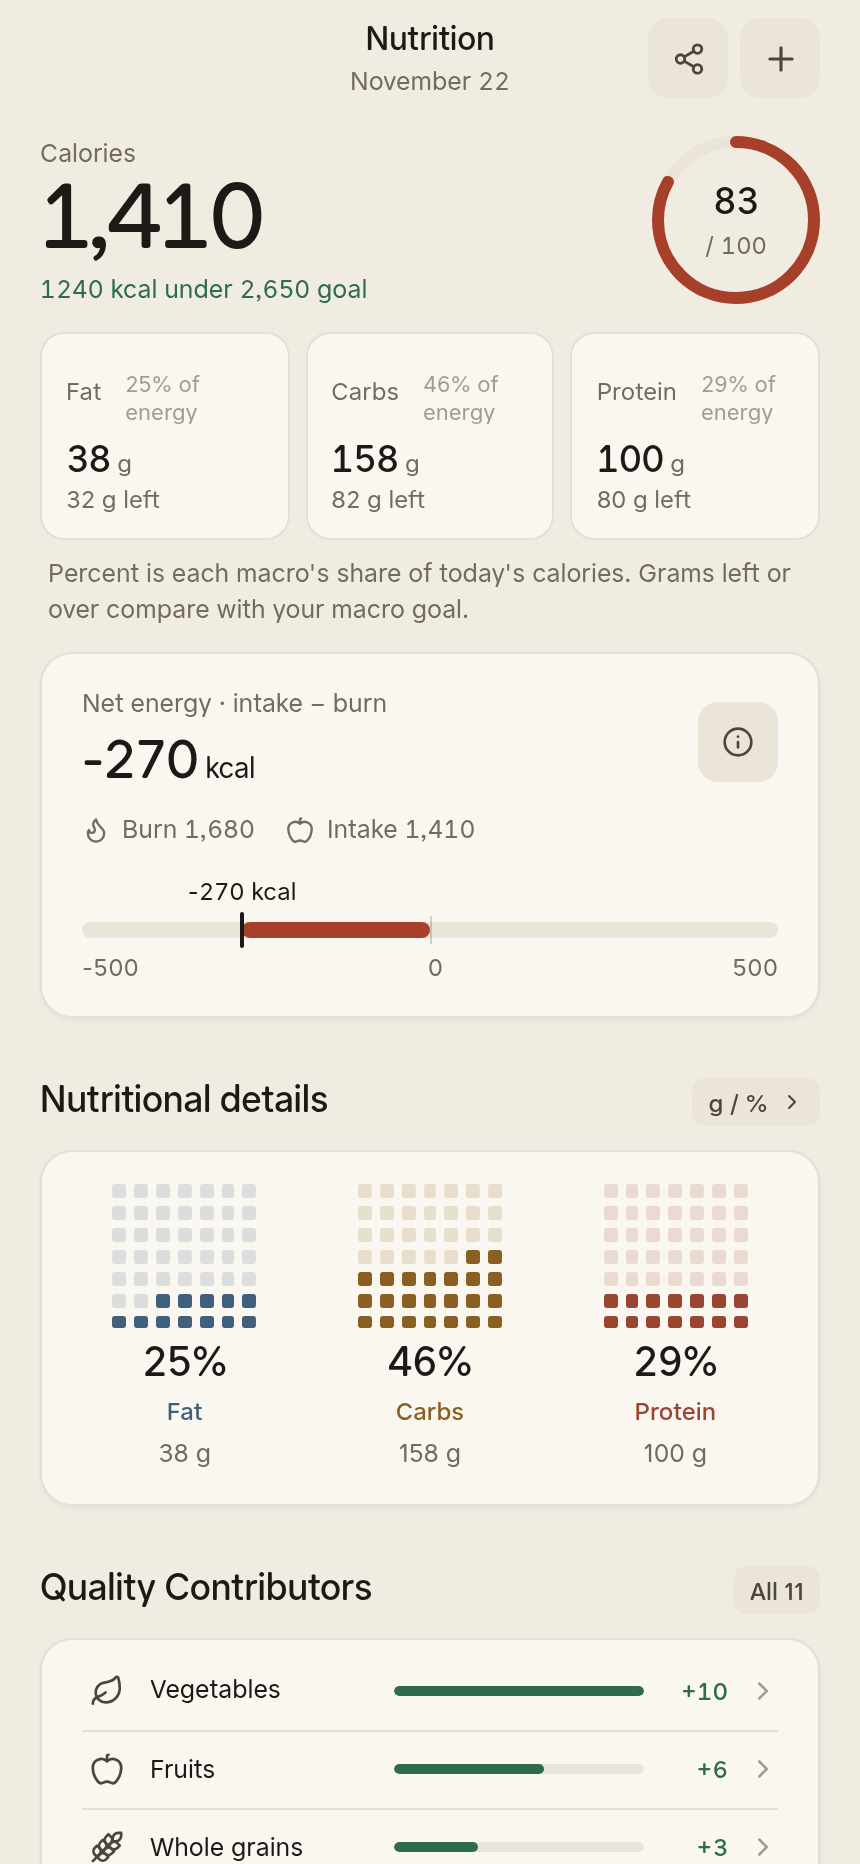 Nutrition
November 22
Calories
1,410
1240 kcal under 2,650 goal
83
/ 100
Fat
25% of
energy
38 g
32 g left
Carbs
46% of
energy
158 g
82 g left
Protein
29% of
energy
100 g
80 g left
Percent is each macro's share of today's calories. Grams left or
over compare with your macro goal.
Net energy · intake – burn
-270 kcal
Burn 1,680
Intake 1,410
-270 kcal
-500
0
500
Nutritional details
g / %
25%
Fat
38 g
46%
Carbs
158 g
29%
Protein
100 g
Quality Contributors
All 11
Vegetables
+10
Fruits
+6
Whole grains
+3